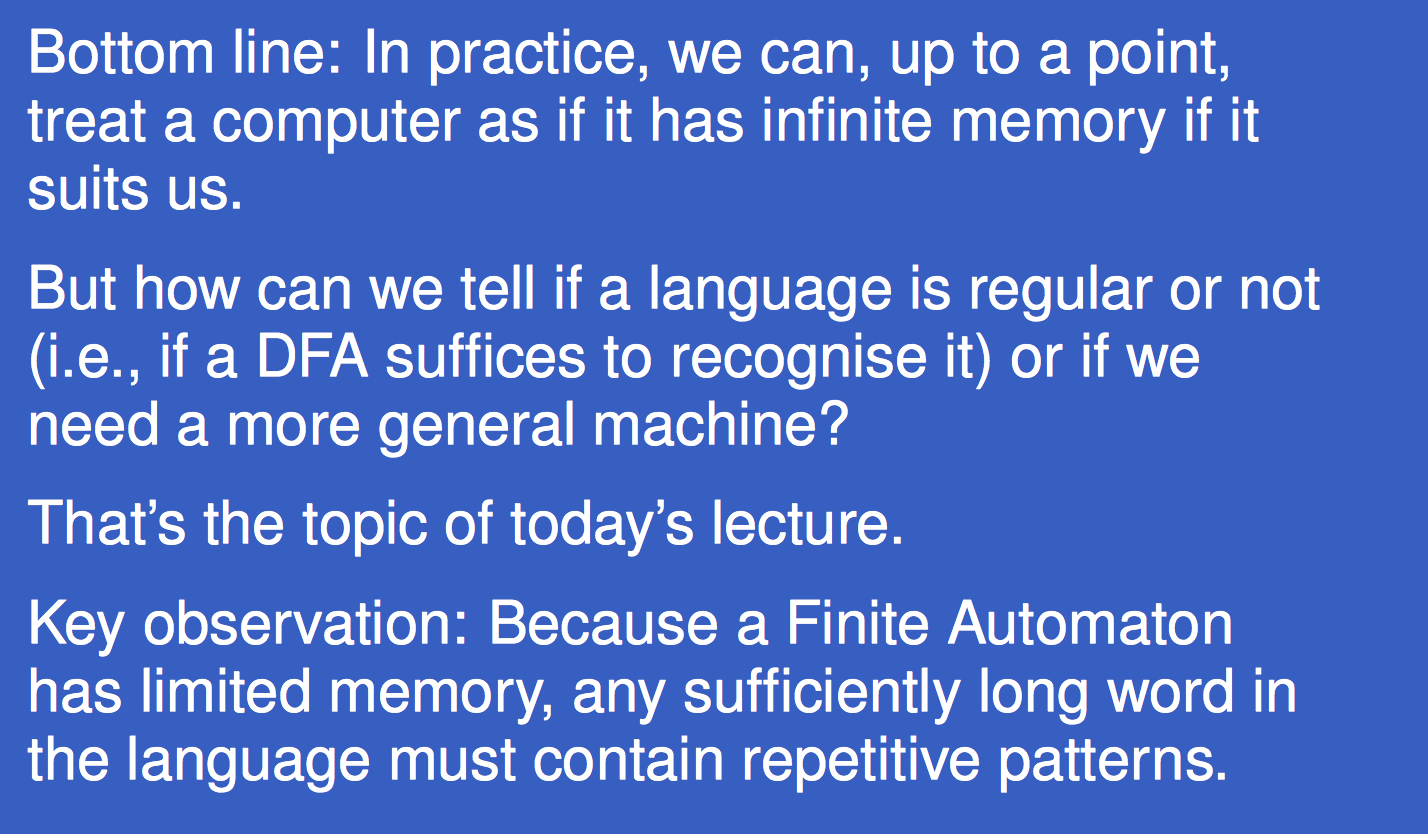 Bottom line: In practice, we can, up to a point,
treat a computer as if it has infinite memory if it
suits us.
But how can we tell if a language is regular or not
(i.e., if a DFA suffices to recognise it) or if we
need a more general machine?
That’s the topic of today’s lecture.
Key observation: Because a Finite Automaton
has limited memory, any sufficiently long word in
the language must contain repetitive patterns.